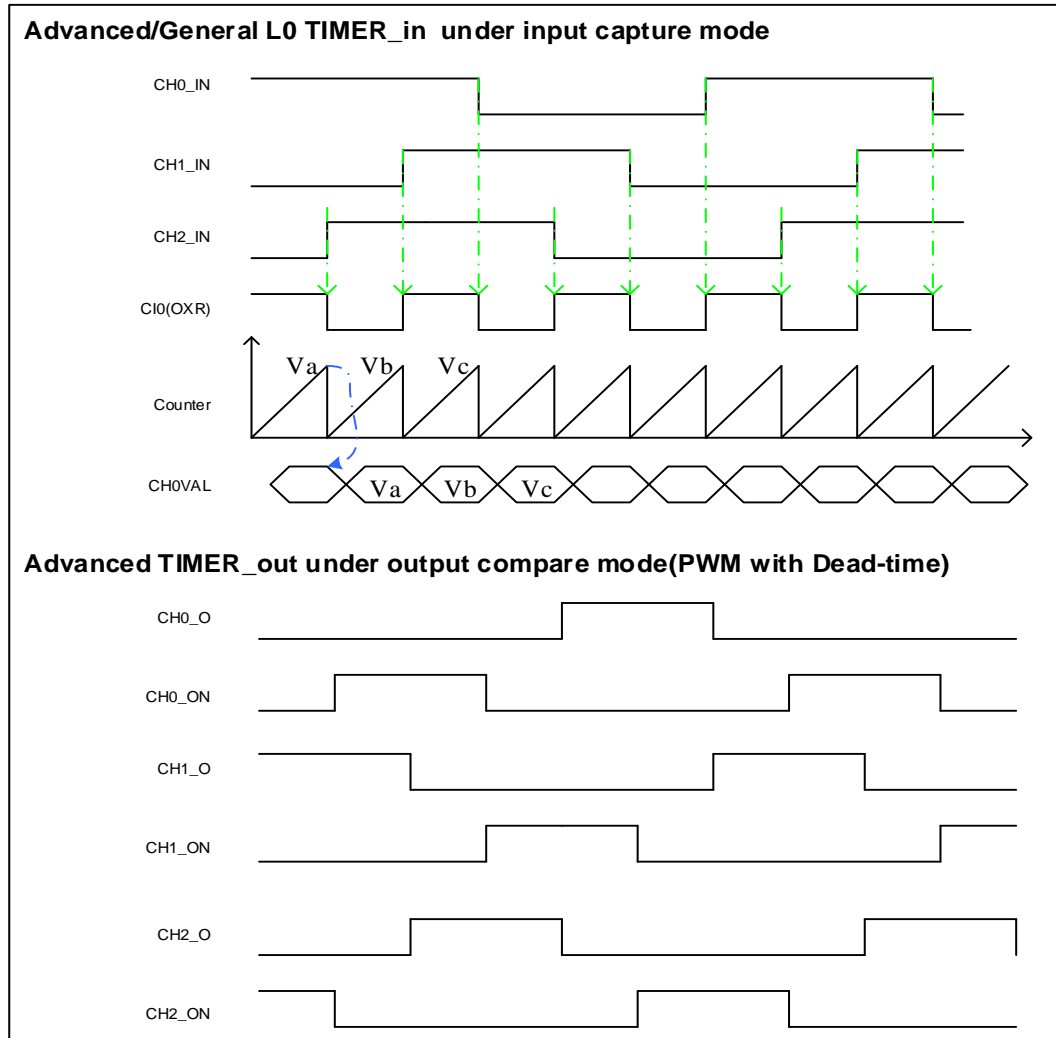 Advanced/General L0 TIMER_in under input capture mode
CH0_IN
CH1_IN
CH2_IN
CI0(OXR)
Va Vb Vc
Counter
CH0VAL Va Vb Vc
Advanced TIMER_out under output compare mode(PWM with Dead-time)
CH0_O
CH0_ON
CH1_O
CH1_ON
CH2_O
CH2_ON